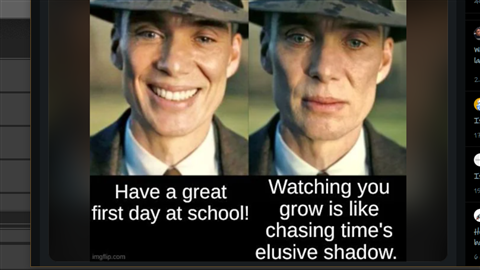 Have a great
first day at school!
Watching you
grow is like
chasing time's
elusive shadow.
imgflip.com